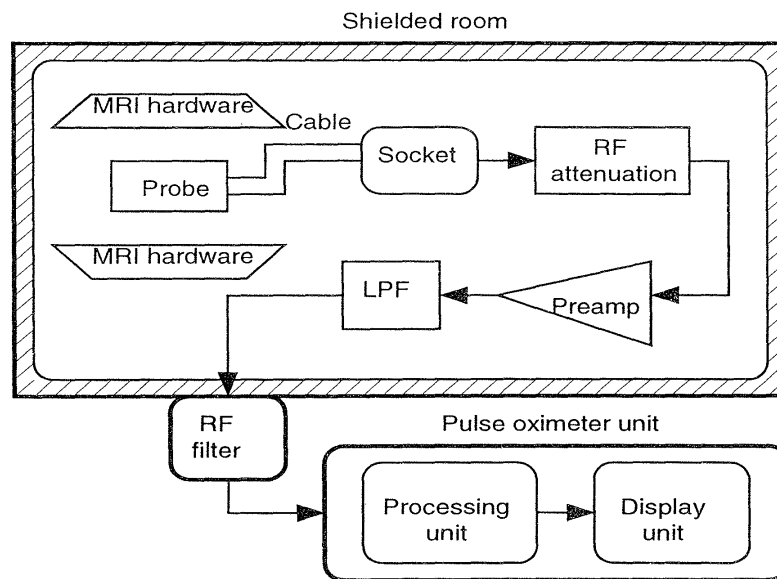 Shielded room
MRI hardware
Cable
Socket
RF
attenuation
Probe
MRI hardware
LPF
Preamp
RF
filter
Pulse oximeter unit
Processing
unit
Display
unit